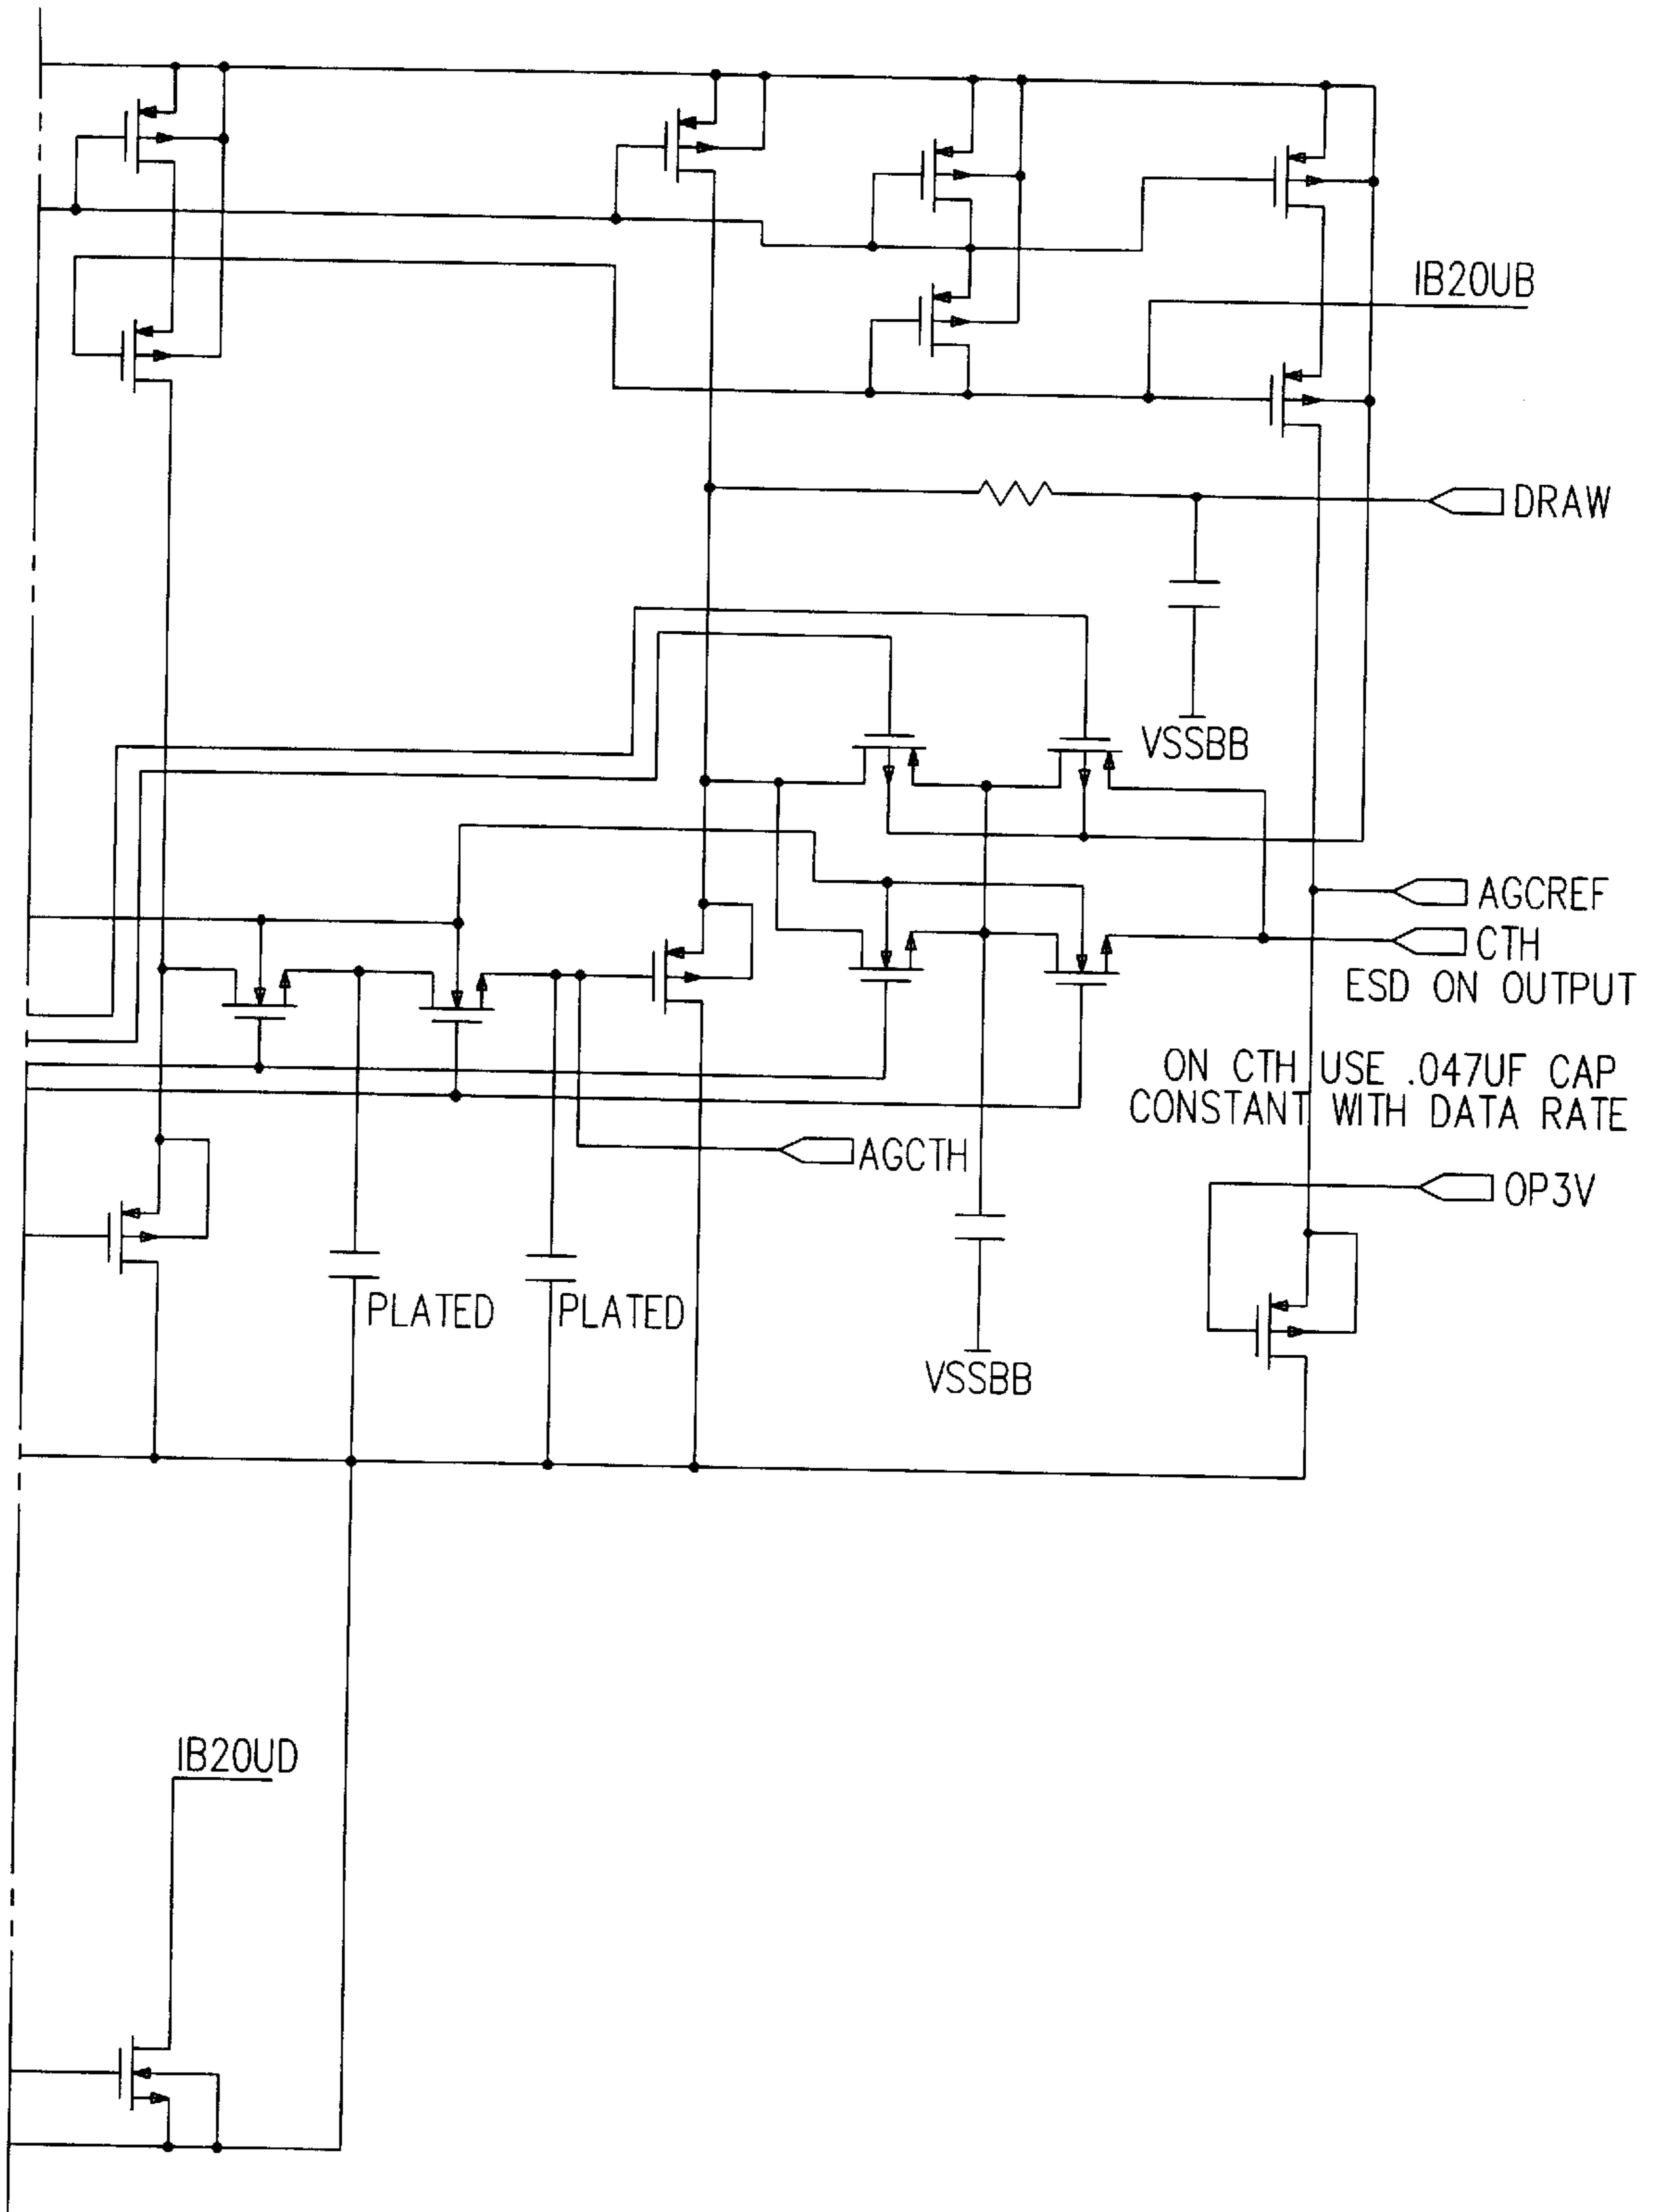 IB20UB
DRAW
VSSBB
AGCREF
CTH
ESD ON OUTPUT
ON CTH USE .047UF CAP
CONSTANT WITH DATA RATE
AGCTH
OP3V
PLATED
PLATED
VSSBB
IB20UD